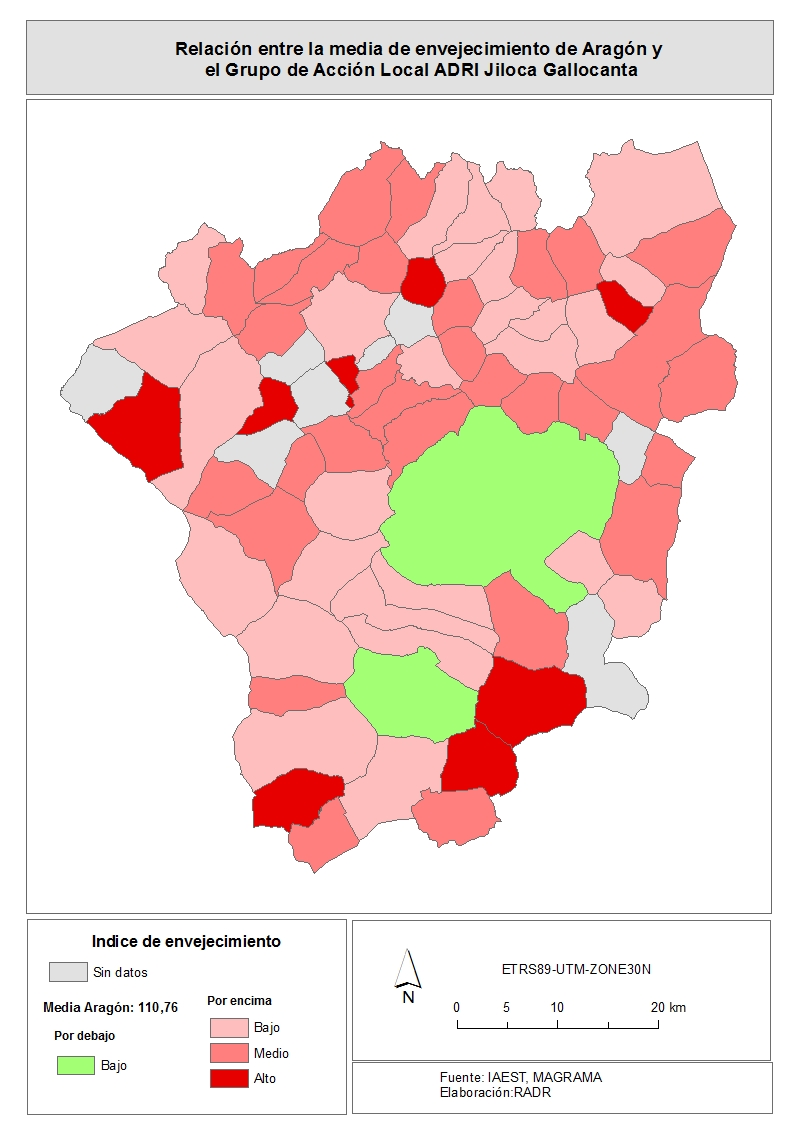 Relación entre la media de envejecimiento de Aragón y
el Grupo de Acción Local ADRI Jiloca Gallocanta
Indice de envejecimiento
Sin datos
Media Aragón: 110,76
Por debajo
Bajo
Por encima
Bajo
Medio
Alto
N
ETRS89-UTM-ZONE30N
0 5 10 20 km
Fuente: IAEST, MAGRAMA
Elaboración:RADR